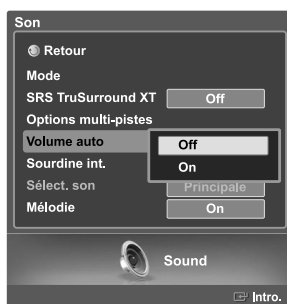 Son
Retour
Mode
SRS TruSurround XT Off
Options multi-pistes
Volume auto Off
Sourdine int. On
Sélect. son Principale
Mélodie On
Sound
Intro.